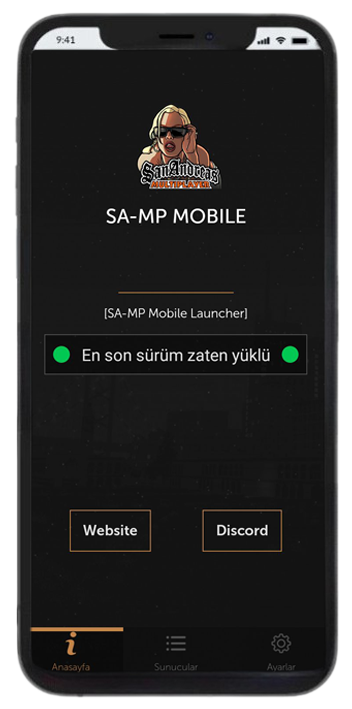 9:41
San Andreas
MULTIPLAYER
SA-MP MOBILE
[SA-MP Mobile Launcher]
En son sürüm zaten yüklü
Website
Discord
Anasayfa
Sunucular
Ayarlar